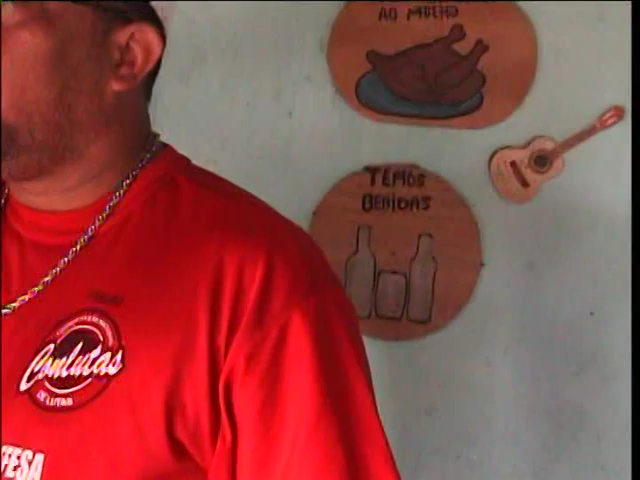 AO MOLHO
TEMOS
BEBIDAS
Conlutas
DE LUTAS
FESA